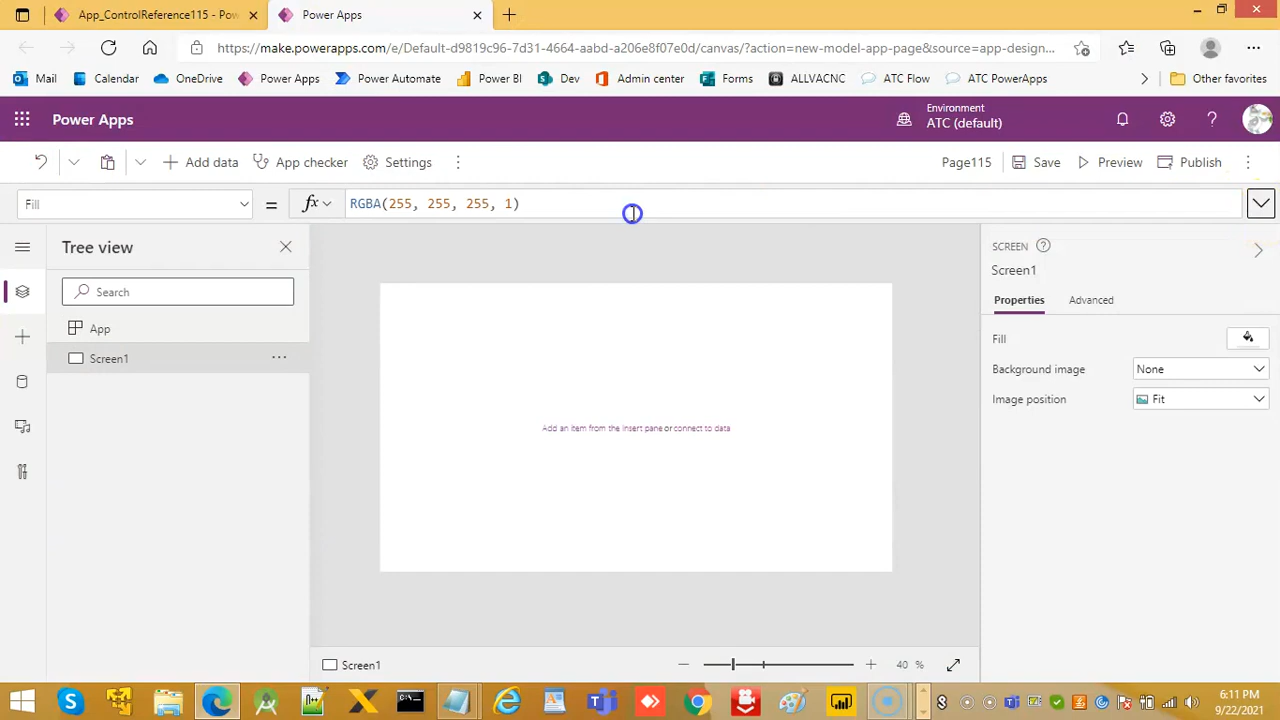 App_ControlReference115 - Pow
Power Apps
https://make.powerapps.com/e/Default-d9819c96-7d31-4664-aabd-a206e8f07e0d/canvas/?action=new-model-app-page&source=app-design...
Mail
Calendar
OneDrive
Power Apps
Power Automate
Power BI
Dev
Admin center
Forms
ALLVACNC
ATC Flow
ATC PowerApps
Other favorites
Power Apps
Environment
ATC (default)
Add data
App checker
Settings
Page115
Save
Preview
Publish
Fill
=
fx
RGBA(255, 255, 255, 1)
Tree view
Search
App
Screen1
Add an item from the insert pane or connect to data
SCREEN
Screen1
Properties
Advanced
Fill
Background image
None
Image position
Fit
Screen1
40 %
6:11 PM
9/22/2021